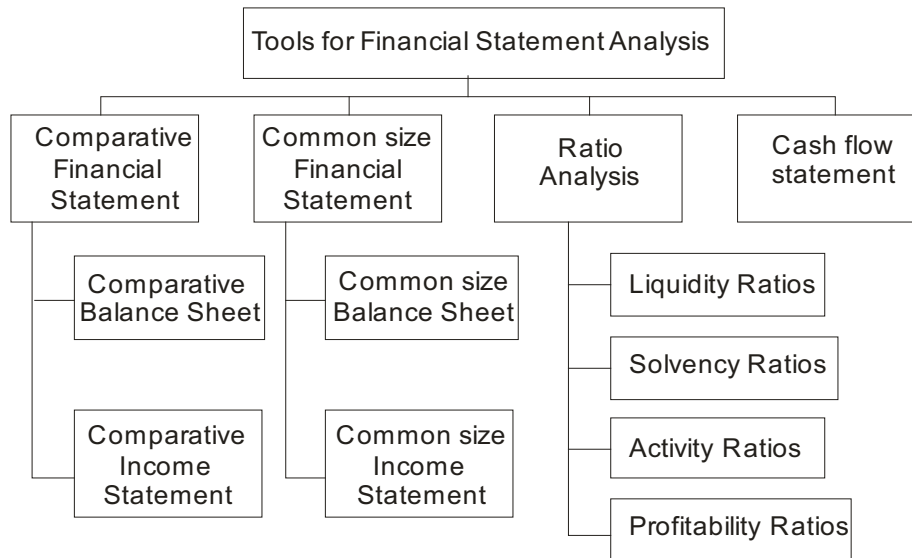 Tools for Financial Statement Analysis
Comparative
Financial
Statement
Common size
Financial
Statement
Ratio
Analysis
Cash flow
statement
Comparative
Balance Sheet
Comparative
Income
Statement
Common size
Balance Sheet
Common size
Income
Statement
Liquidity Ratios
Solvency Ratios
Activity Ratios
Profitability Ratios